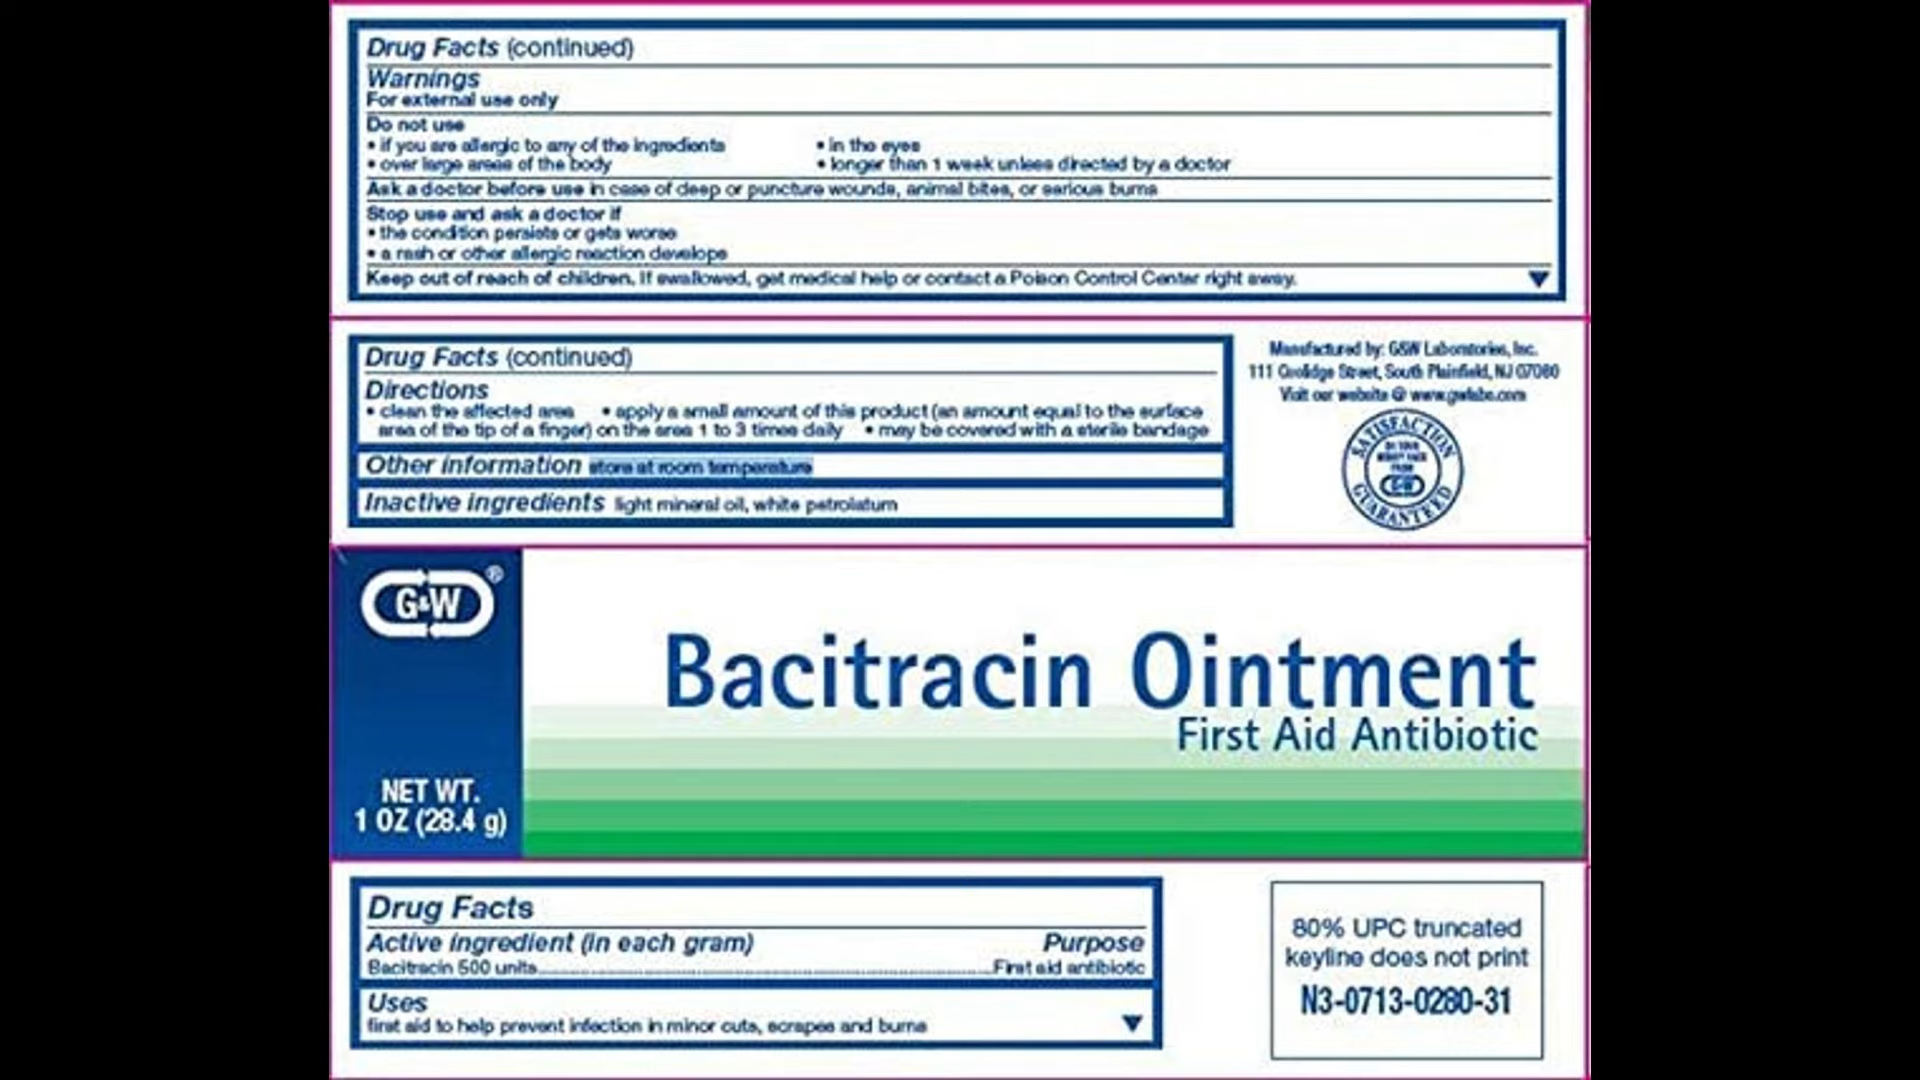 Drug Facts (continued)
Warnings
For external use only
Do not use
• if you are allergic to any of the ingredients • in the eyes
• over large areas of the body • longer than 1 week unless directed by a doctor
Ask a doctor before use in case of deep or puncture wounds, animal bites, or serious burns
Stop use and ask a doctor if
• the condition persists or gets worse
• a rash or other allergic reaction develops
Keep out of reach of children. If swallowed, get medical help or contact a Poison Control Center right away.
Drug Facts (continued)
Directions
• clean the affected area • apply a small amount of this product (an amount equal to the surface
area of the tip of a finger) on the area 1 to 3 times daily • may be covered with a sterile bandage
Other information store at room temperature
Inactive ingredients light mineral oil, white petrolatum
Manufactured by: G&W Laboratories, Inc.
111 Coolidge Street, South Plainfield, NJ 07080
Visit our website @ www.gwlabs.com
SATISFACTION
OR YOUR
MONEY BACK
FROM
G&W
GUARANTEED
G&W®
NET WT.
1 OZ (28.4 g)
Bacitracin Ointment
First Aid Antibiotic
Drug Facts
Active ingredient (in each gram) Purpose
Bacitracin 500 units....................First aid antibiotic
Uses
first aid to help prevent infection in minor cuts, scrapes and burns
80% UPC truncated
keyline does not print
N3-0713-0280-31